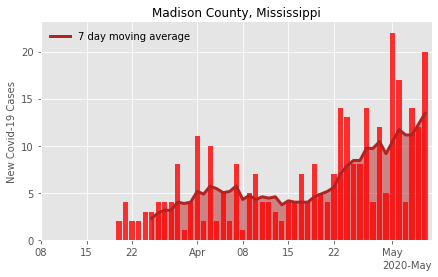 Madison County, Mississippi
7 day moving average
New Covid-19 Cases
20
15
10
5
0
08
15
22
Apr
08
15
22
May
2020-May